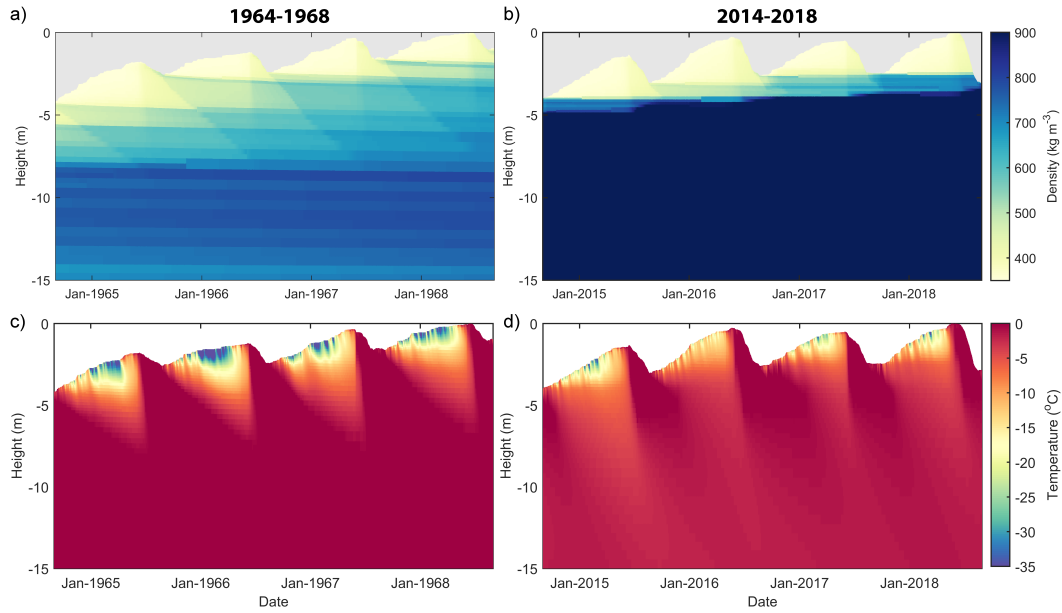 a) 1964-1968
b) 2014-2018
0
-5
-10
-15
Height (m)
Jan-1965 Jan-1966 Jan-1967 Jan-1968
0
-5
-10
-15
Height (m)
Jan-2015 Jan-2016 Jan-2017 Jan-2018
900
800
700
600
500
400
Density (kg m⁻³)
c)
0
-5
-10
-15
Height (m)
Jan-1965 Jan-1966 Jan-1967 Jan-1968
Date
d)
0
-5
-10
-15
Height (m)
Jan-2015 Jan-2016 Jan-2017 Jan-2018
Date
0
-5
-10
-15
-20
-25
-30
-35
Temperature (°C)